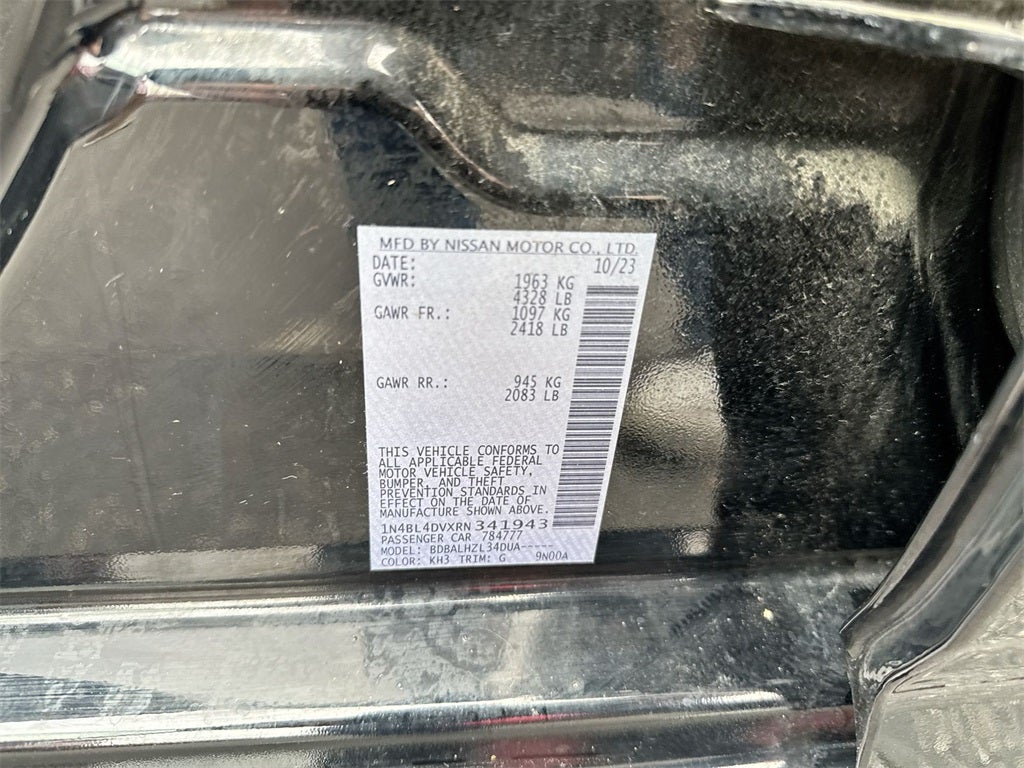 MFD BY NISSAN MOTOR CO., LTD.
DATE: 10/23
GVWR: 1963 KG
4328 LB
GAWR FR.: 1097 KG
2418 LB
GAWR RR.: 945 KG
2083 LB
THIS VEHICLE CONFORMS TO
ALL APPLICABLE FEDERAL
MOTOR VEHICLE SAFETY,
BUMPER, AND THEFT
PREVENTION STANDARDS IN
EFFECT ON THE DATE OF
MANUFACTURE SHOWN ABOVE.
1N4BL4DVXRN341943
PASSENGER CAR 784777
MODEL: BDBALHZL34DUA-----
COLOR: KH3 TRIM: G 9N00A